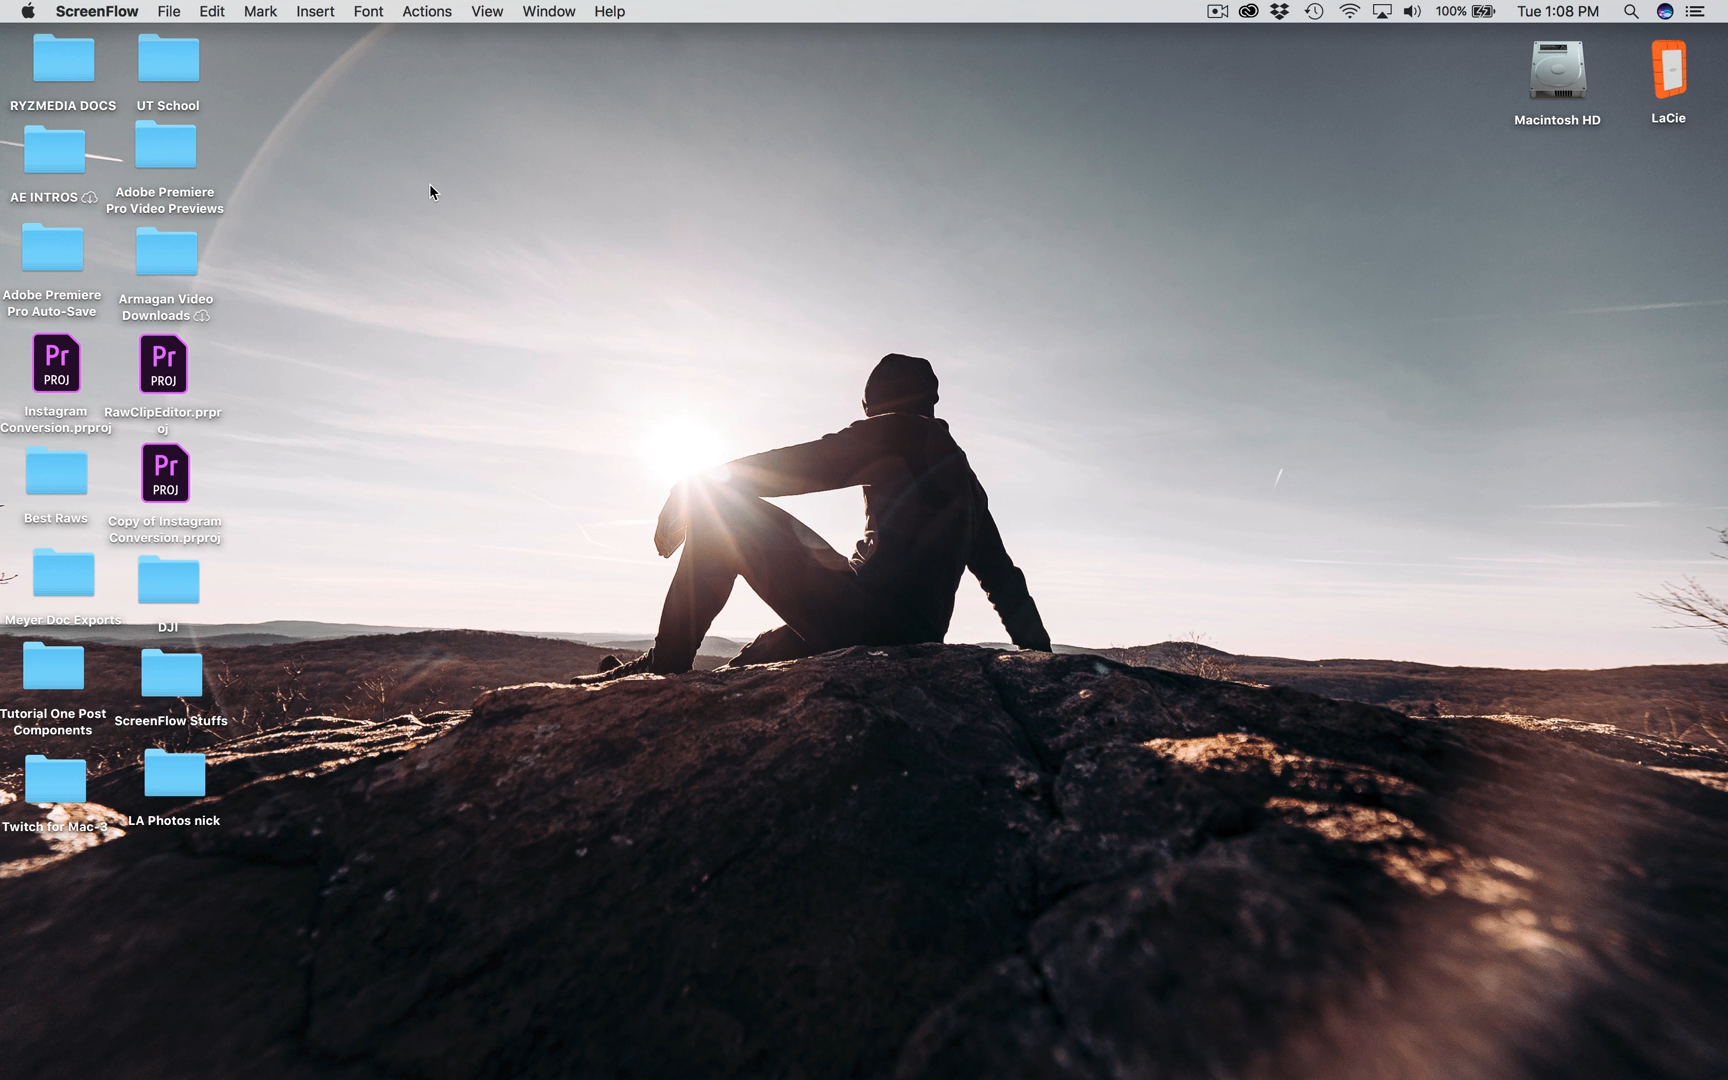 ScreenFlow File Edit Mark Insert Font Actions View Window Help 100% Tue 1:08 PM
RYZMEDIA DOCS
UT School
AE INTROS
Adobe Premiere
Pro Video Previews
Adobe Premiere
Pro Auto-Save
Armagan Video
Downloads
Pr
PROJ
Instagram
Conversion.prproj
Pr
PROJ
RawClipEditor.prpr
oj
Best Raws
Pr
PROJ
Copy of Instagram
Conversion.prproj
Meyer Doc Exports
DJI
Tutorial One Post
Components
ScreenFlow Stuffs
Twitch for Mac-3
LA Photos nick
Macintosh HD
LaCie